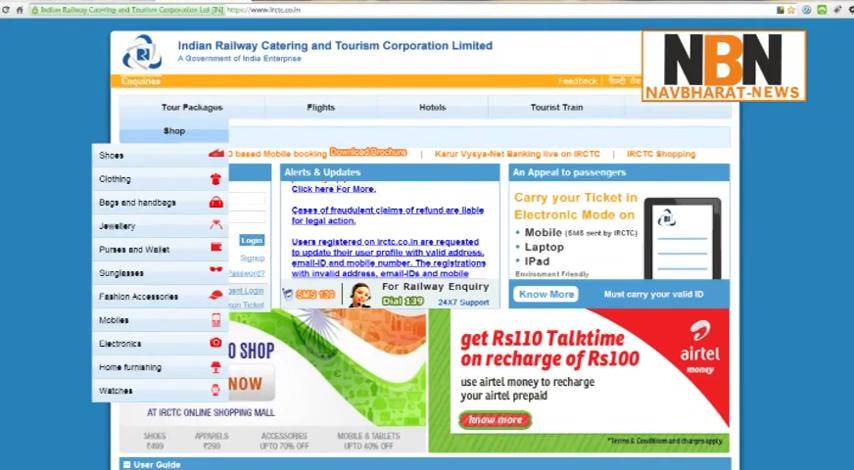 Indian Railway Catering and Tourism Corporation Ltd [IN] https://www.irctc.co.in
Indian Railway Catering and Tourism Corporation Limited
A Government of India Enterprise
NBN
NAVBHARAT-NEWS
Enquiries
Feedback
Tour Packages
Flights
Hotels
Tourist Train
Shop
based Mobile booking Download Brochure | Karur Vysya-Net Banking live on IRCTC | IRCTC Shopping
Shoes
Clothing
Bags and handbags
Jewellery
Purses and Wallet
Sunglasses
Fashion Accessories
Mobiles
Electronics
Home furnishing
Watches
Login
Signup
Password?
Login
Ticket
Alerts & Updates
Click here For More.
Cases of fraudulent claims of refund are liable
for legal action.
Users registered on irctc.co.in are requested
to update their user profile with valid address,
email-ID and mobile number. The registrations
with invalid address, email-IDs and mobile
SMS 139
For Railway Enquiry
Dial 139
24X7 Support
An Appeal to passengers
Carry your Ticket in
Electronic Mode on
• Mobile (SMS sent by IRCTC)
• Laptop
• IPad
Environment Friendly
Know More
Must carry your valid ID
O SHOP
NOW
AT IRCTC ONLINE SHOPPING MALL
SHOES
₹499
APPARELS
₹299
ACCESSORIES
UPTO 70% OFF
MOBILE & TABLETS
UPTO 40% OFF
get Rs110 Talktime
on recharge of Rs100
use airtel money to recharge
your airtel prepaid
know more
airtel
money
*Terms & Conditions and charges apply.
User Guide